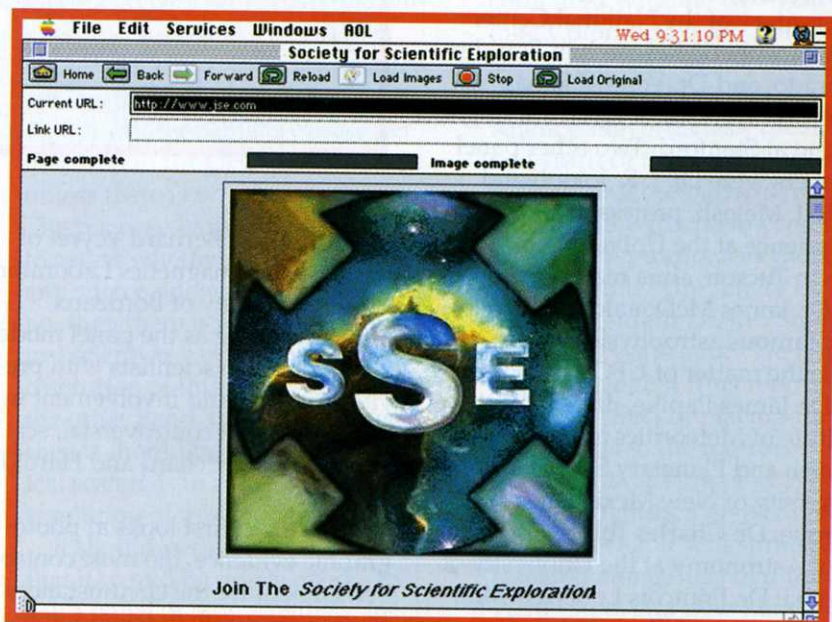 File Edit Services Windows AOL Wed 9:31:10 PM
Society for Scientific Exploration
Home Back Forward Reload Load Images Stop Load Original
Current URL: http://www.jse.com
Link URL:
Page complete Image complete
SSE
Join The Society for Scientific Exploration